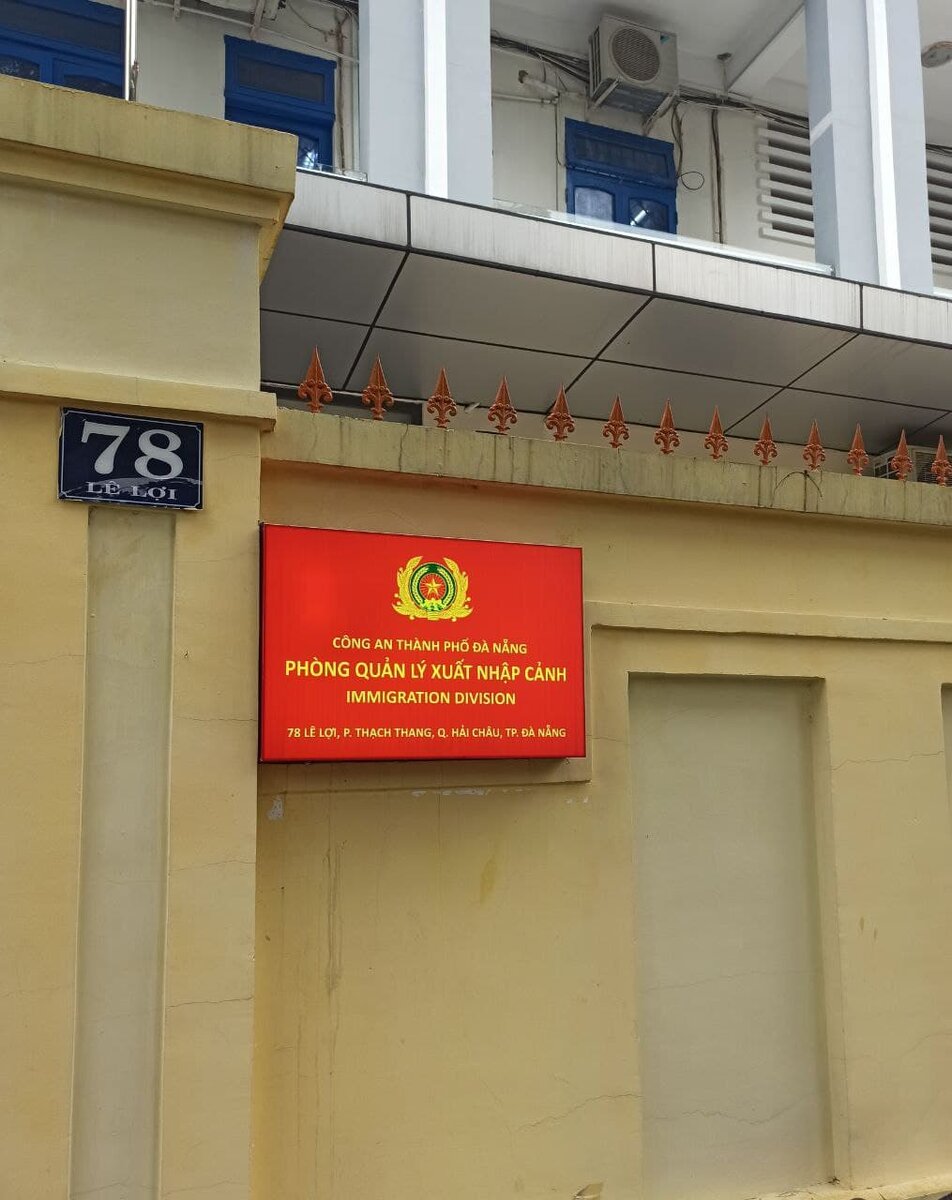 78
LÊ LỢI
CÔNG AN THÀNH PHỐ ĐÀ NẴNG
PHÒNG QUẢN LÝ XUẤT NHẬP CẢNH
IMMIGRATION DIVISION
78 LÊ LỢI, P. THẠCH THANG, Q. HẢI CHÂU, TP. ĐÀ NẴNG